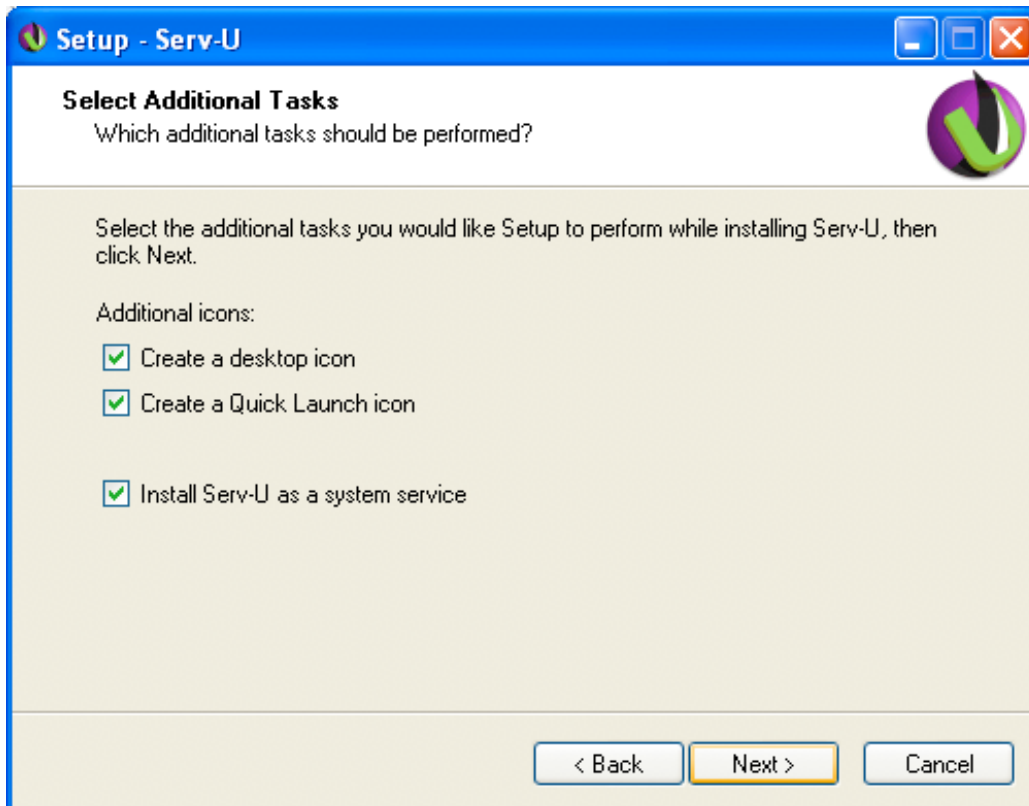 Setup - Serv-U
Select Additional Tasks
Which additional tasks should be performed?
Select the additional tasks you would like Setup to perform while installing Serv-U, then
click Next.
Additional icons:
Create a desktop icon
Create a Quick Launch icon
Install Serv-U as a system service
< Back Next > Cancel